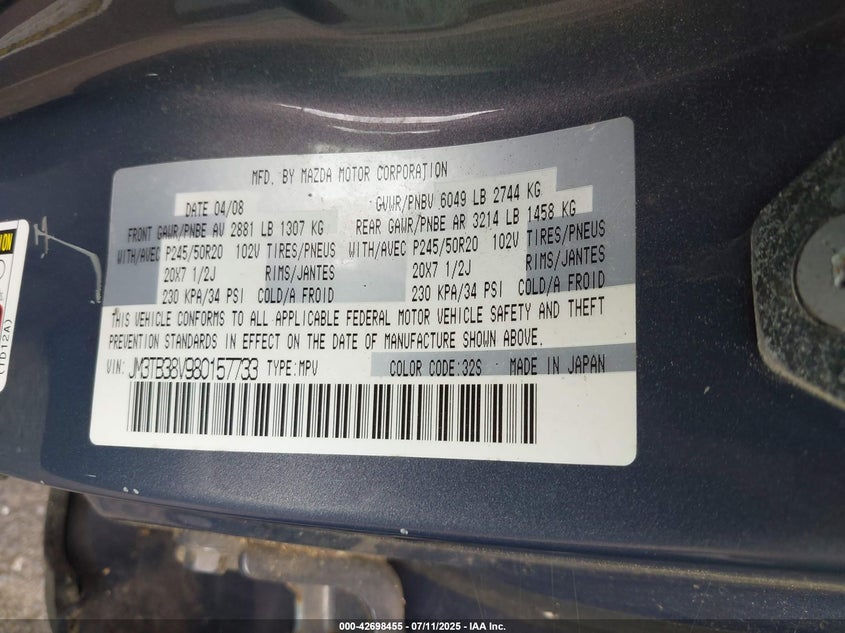 MFD. BY MAZDA MOTOR CORPORATION
DATE 04/08 GVWR/PNBV 6049 LB 2744 KG
FRONT GAWR/PNBE AV 2881 LB 1307 KG REAR GAWR/PNBE AR 3214 LB 1458 KG
WITH/AVEC P245/50R20 102V TIRES/PNEUS WITH/AVEC P245/50R20 102V TIRES/PNEUS
20X7 1/2J RIMS/JANTES 20X7 1/2J RIMS/JANTES
230 KPA/34 PSI COLD/A FROID 230 KPA/34 PSI COLD/A FROID
THIS VEHICLE CONFORMS TO ALL APPLICABLE FEDERAL MOTOR VEHICLE SAFETY AND THEFT
PREVENTION STANDARDS IN EFFECT ON THE DATE OF MANUFACTURE SHOWN ABOVE.
VIN: JM3TB38V980157733 TYPE:MPV COLOR CODE:32S MADE IN JAPAN
(TD12A)
000-42698455 - 07/11/2025 - IAA Inc.